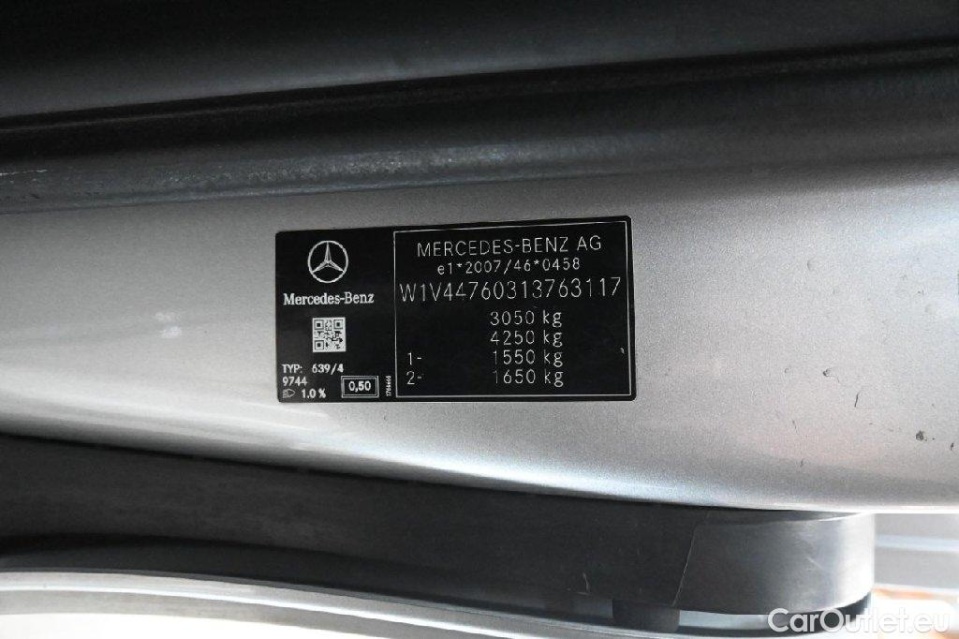 Mercedes-Benz
TYP: 639/4
9744
1.0 %
0,50
MERCEDES-BENZ AG
e1*2007/46*0458
W1V44760313763117
3050 kg
4250 kg
1- 1550 kg
2- 1650 kg
CarOutlet.eu